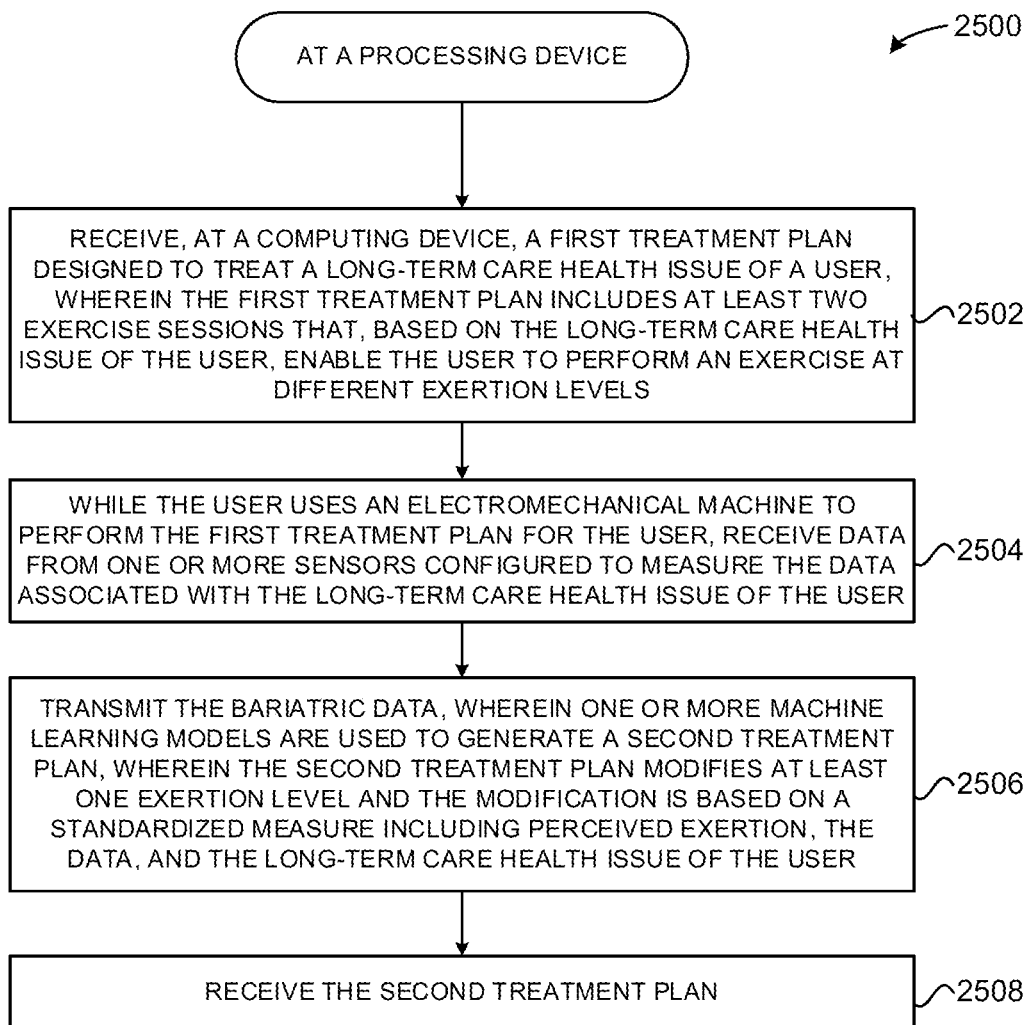 2500
AT A PROCESSING DEVICE
RECEIVE, AT A COMPUTING DEVICE, A FIRST TREATMENT PLAN
DESIGNED TO TREAT A LONG-TERM CARE HEALTH ISSUE OF A USER,
WHEREIN THE FIRST TREATMENT PLAN INCLUDES AT LEAST TWO
EXERCISE SESSIONS THAT, BASED ON THE LONG-TERM CARE HEALTH
ISSUE OF THE USER, ENABLE THE USER TO PERFORM AN EXERCISE AT
DIFFERENT EXERTION LEVELS
2502
WHILE THE USER USES AN ELECTROMECHANICAL MACHINE TO
PERFORM THE FIRST TREATMENT PLAN FOR THE USER, RECEIVE DATA
FROM ONE OR MORE SENSORS CONFIGURED TO MEASURE THE DATA
ASSOCIATED WITH THE LONG-TERM CARE HEALTH ISSUE OF THE USER
2504
TRANSMIT THE BARIATRIC DATA, WHEREIN ONE OR MORE MACHINE
LEARNING MODELS ARE USED TO GENERATE A SECOND TREATMENT
PLAN, WHEREIN THE SECOND TREATMENT PLAN MODIFIES AT LEAST
ONE EXERTION LEVEL AND THE MODIFICATION IS BASED ON A
STANDARDIZED MEASURE INCLUDING PERCEIVED EXERTION, THE
DATA, AND THE LONG-TERM CARE HEALTH ISSUE OF THE USER
2506
RECEIVE THE SECOND TREATMENT PLAN
2508